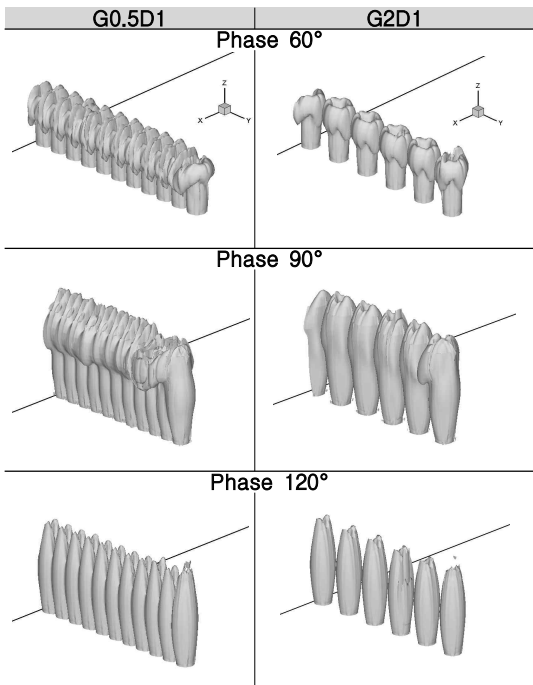 G0.5D1 G2D1
Phase 60°
Z X Y
Z X Y
Phase 90°
Phase 120°